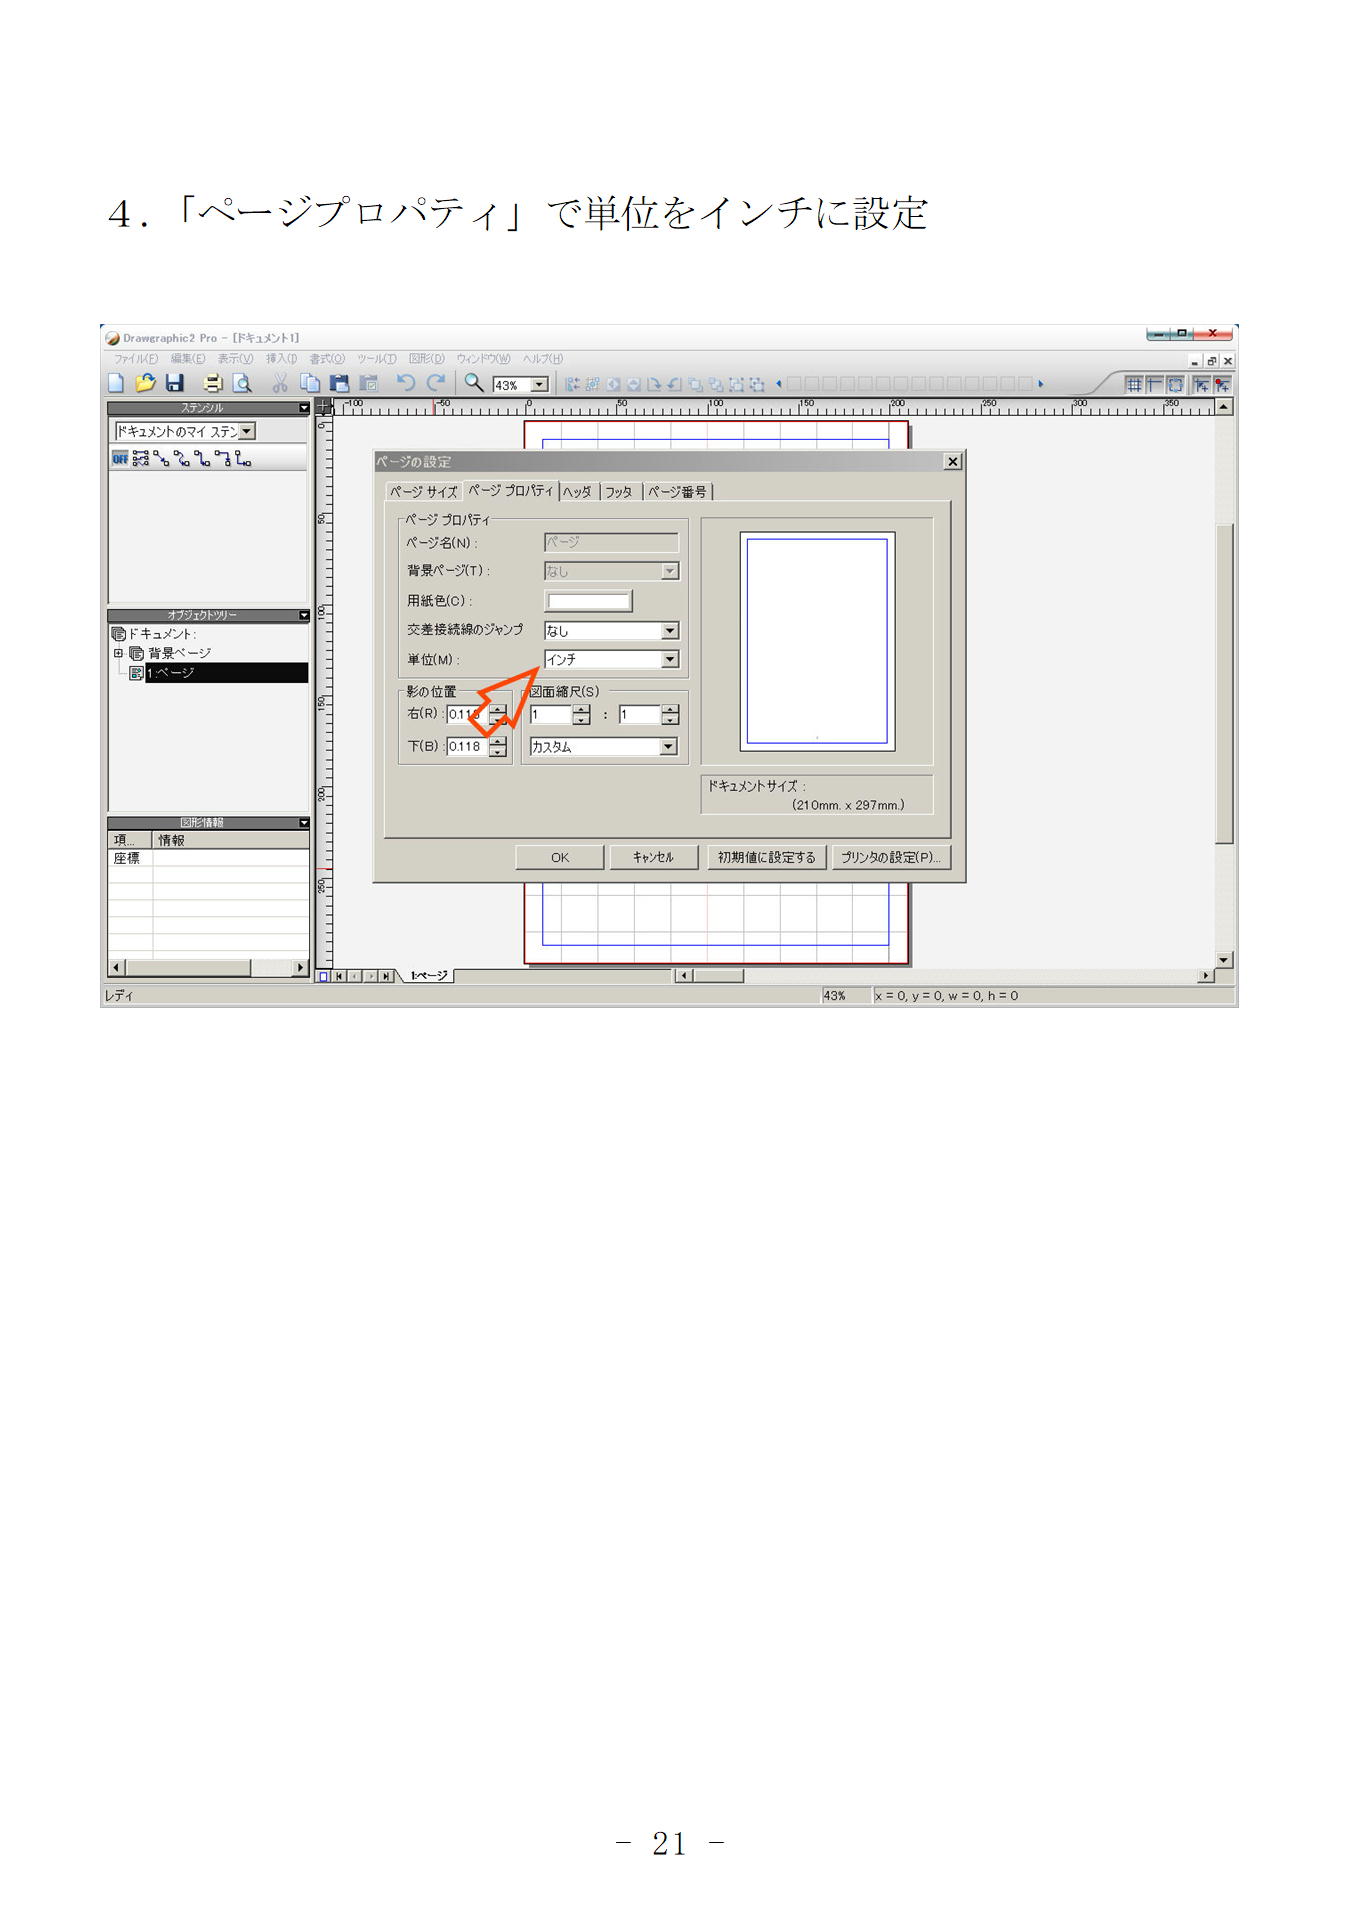 ４．「ページプロパティ」で単位をインチに設定
Drawgraphic2 Pro - [ドキュメント1]
ファイル(F) 編集(E) 表示(V) 挿入(I) 書式(O) ツール(T) 図形(D) ウィンドウ(W) ヘルプ(H)
43%
ステンシル
ドキュメントのマイ ステン
OFF
オブジェクトツリー
ドキュメント:
背景ページ
1:ページ
図形情報
項... 情報
座標
-100 -50 0 50 100 150 200 250 300 350
0
50
100
150
200
250
ページの設定
ページ サイズ ページ プロパティ ヘッダ フッタ ページ番号
ページ プロパティ
ページ名(N) : ページ
背景ページ(T) : なし
用紙色(C) :
交差接続線のジャンプ なし
単位(M) : インチ
影の位置
右(R) : 0.118
下(B) : 0.118
図面縮尺(S)
1 : 1
カスタム
ドキュメントサイズ :
(210mm. x 297mm.)
OK キャンセル 初期値に設定する プリンタの設定(P)...
1:ページ
レディ
43% x = 0, y = 0, w = 0, h = 0
- 21 -